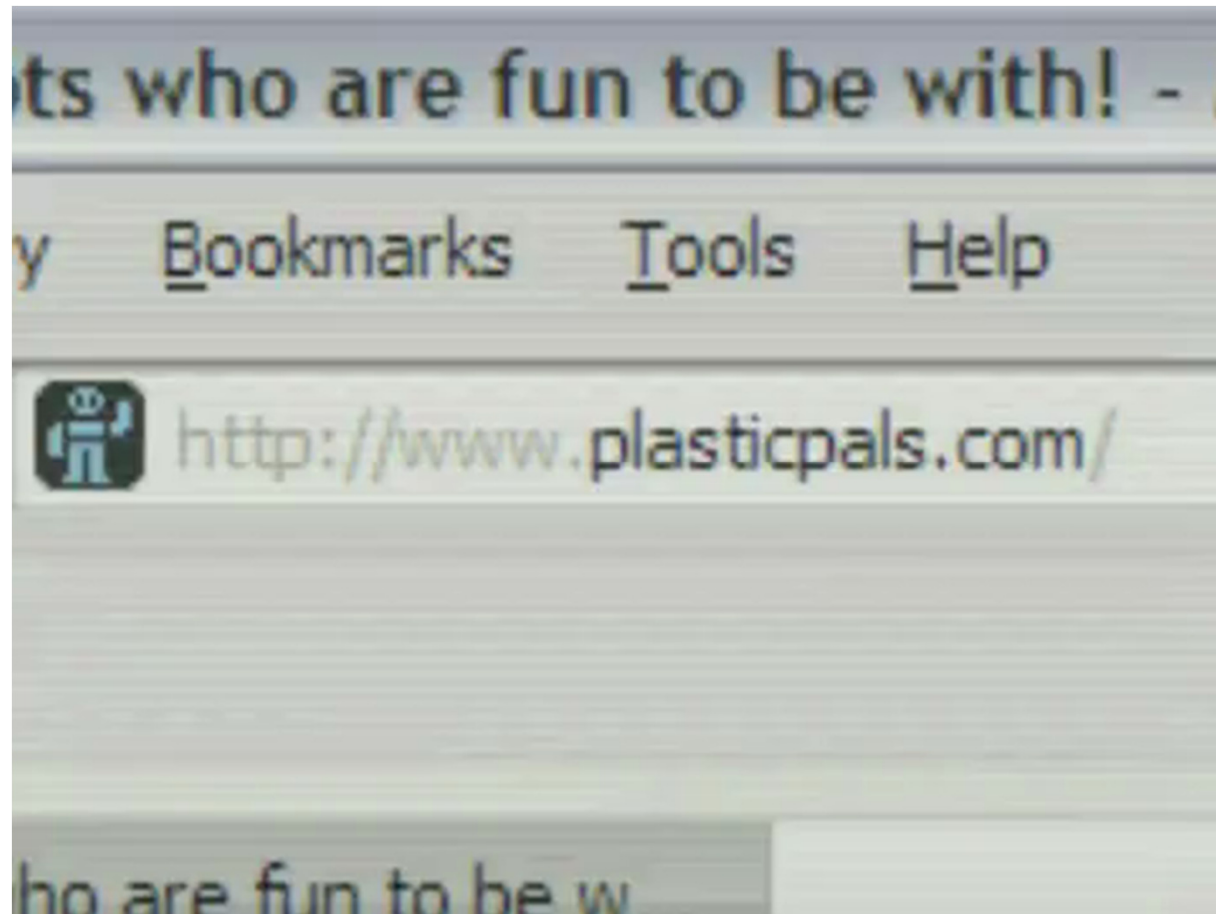 ts who are fun to be with! -
y Bookmarks Tools Help
http://www.plasticpals.com/
ho are fun to be w